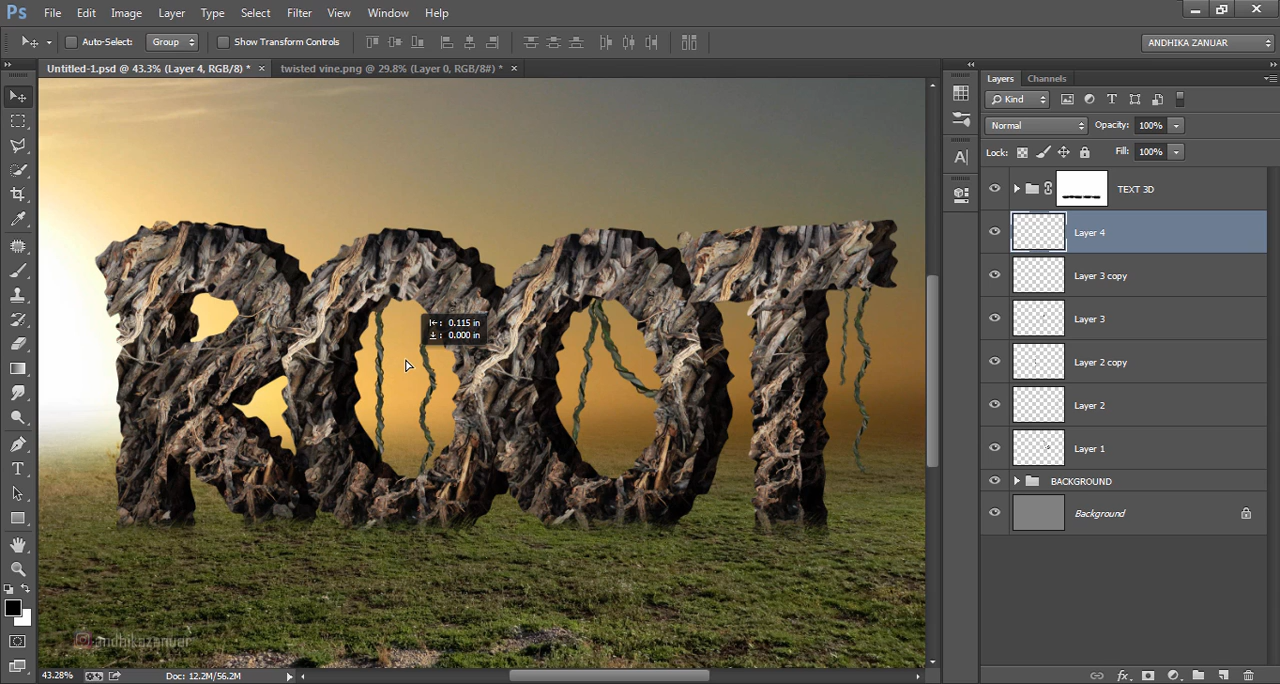 Ps File Edit Image Layer Type Select Filter View Window Help
Auto-Select: Group Show Transform Controls ANDHIKA ZANUAR
Untitled-1.psd @ 43.3% (Layer 4, RGB/8) * × twisted vine.png @ 29.8% (Layer 0, RGB/8#) * ×
Layers Channels
Kind
Normal Opacity: 100%
Lock: Fill: 100%
TEXT 3D
Layer 4
Layer 3 copy
Layer 3
Layer 2 copy
Layer 2
Layer 1
BACKGROUND
Background
ROOT
0.115 in
0.000 in
andhikazanuar
43.28% Doc: 12.2M/56.2M